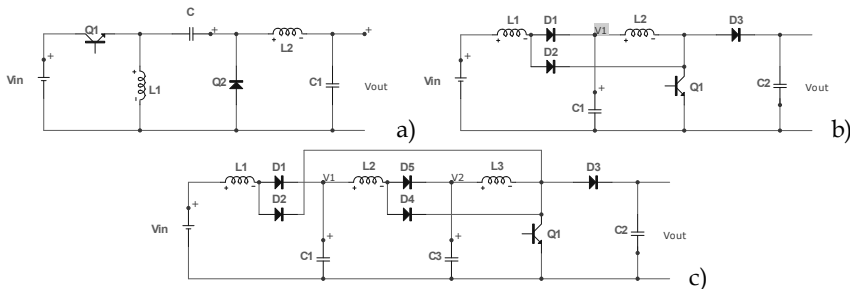 Q1
C
L2
Vin
L1
Q2
C1
Vout
a)
L1
D1
V1
L2
D3
D2
Vin
Q1
C1
C2
Vout
b)
L1
D1
V1
L2
D5
V2
L3
D3
D2
D4
Vin
Q1
C1
C3
C2
Vout
c)